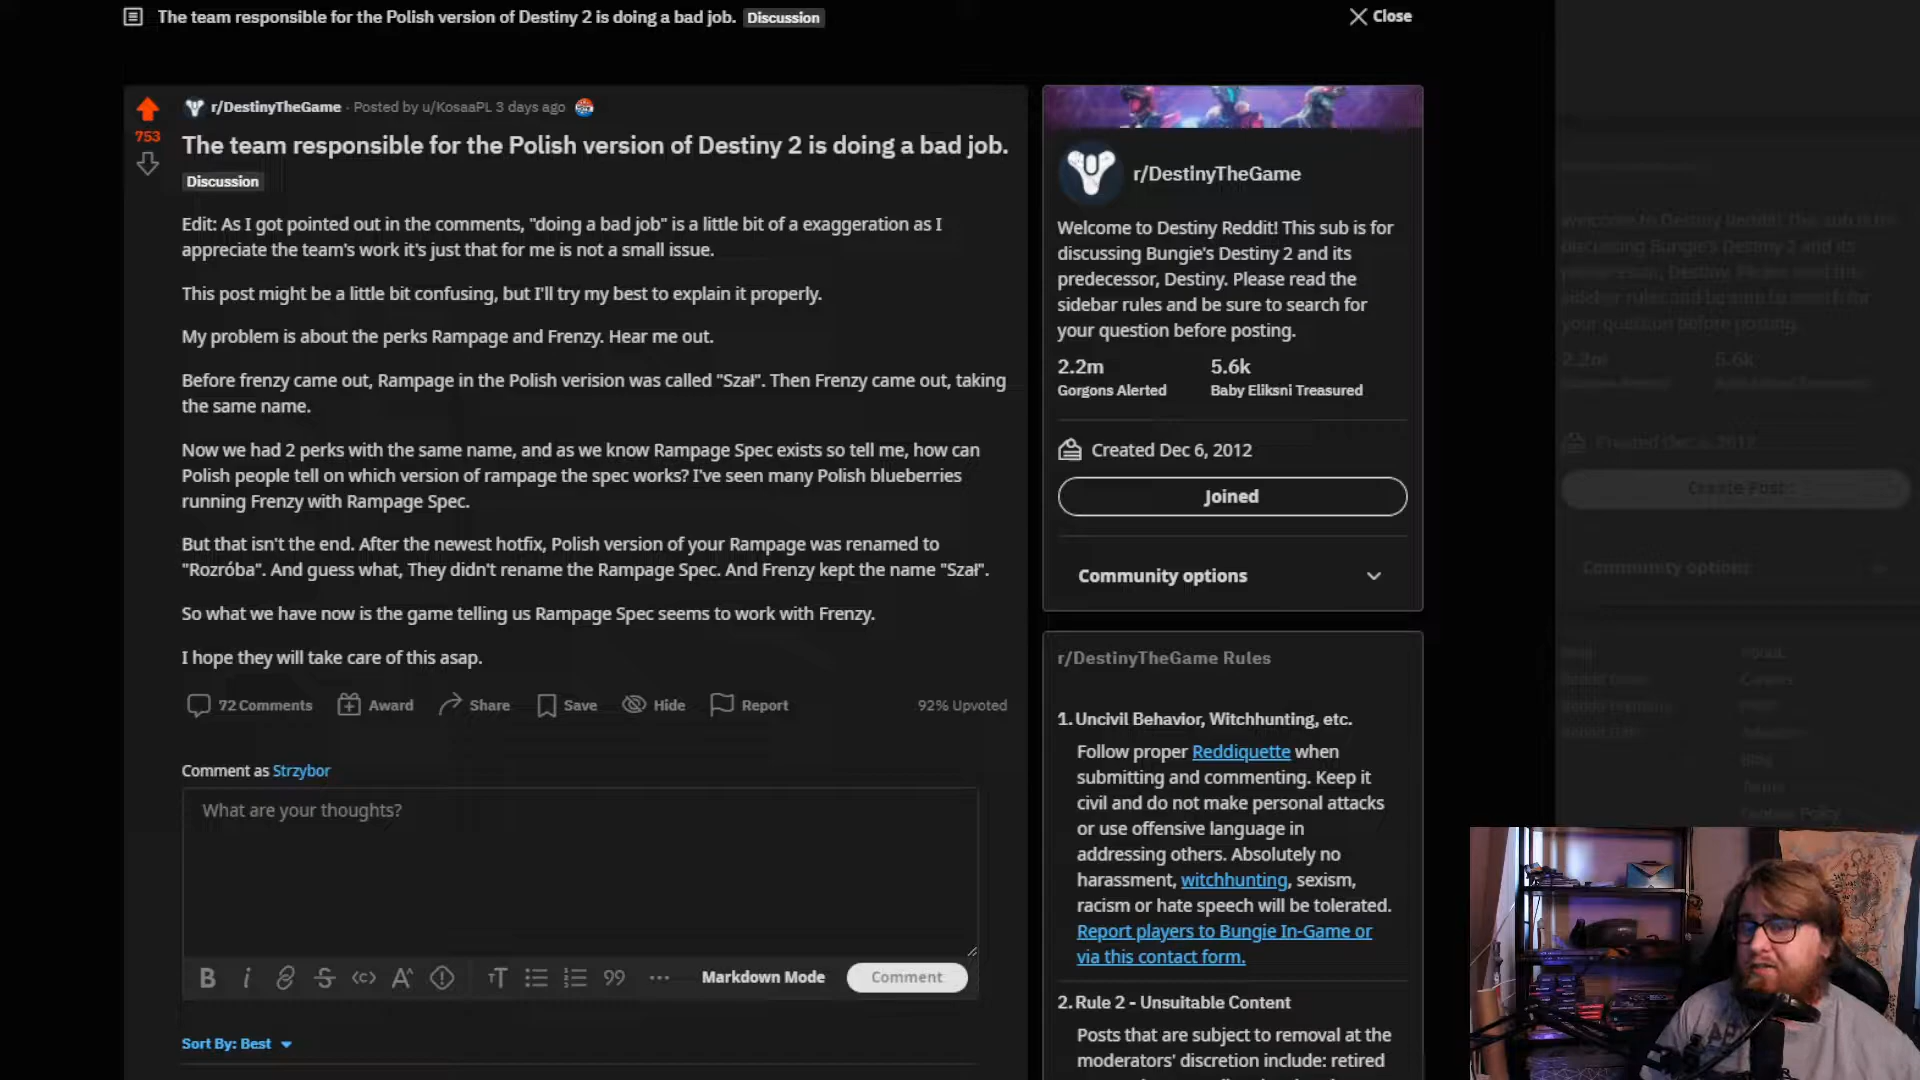 The team responsible for the Polish version of Destiny 2 is doing a bad job. Discussion
Close
r/DestinyTheGame · Posted by u/KosaaPL 3 days ago
753
The team responsible for the Polish version of Destiny 2 is doing a bad job.
Discussion
Edit: As I got pointed out in the comments, "doing a bad job" is a little bit of a exaggeration as I
appreciate the team's work it's just that for me is not a small issue.
This post might be a little bit confusing, but I'll try my best to explain it properly.
My problem is about the perks Rampage and Frenzy. Hear me out.
Before frenzy came out, Rampage in the Polish verision was called "Szał". Then Frenzy came out, taking
the same name.
Now we had 2 perks with the same name, and as we know Rampage Spec exists so tell me, how can
Polish people tell on which version of rampage the spec works? I've seen many Polish blueberries
running Frenzy with Rampage Spec.
But that isn't the end. After the newest hotfix, Polish version of your Rampage was renamed to
"Rozróba". And guess what, They didn't rename the Rampage Spec. And Frenzy kept the name "Szał".
So what we have now is the game telling us Rampage Spec seems to work with Frenzy.
I hope they will take care of this asap.
72 Comments Award Share Save Hide Report 92% Upvoted
Comment as Strzybor
What are your thoughts?
Markdown Mode Comment
Sort By: Best
r/DestinyTheGame
Welcome to Destiny Reddit! This sub is for
discussing Bungie's Destiny 2 and its
predecessor, Destiny. Please read the
sidebar rules and be sure to search for
your question before posting.
2.2m 5.6k
Gorgons Alerted Baby Eliksni Treasured
Created Dec 6, 2012
Joined
Community options
r/DestinyTheGame Rules
1. Uncivil Behavior, Witchhunting, etc.
Follow proper Reddiquette when
submitting and commenting. Keep it
civil and do not make personal attacks
or use offensive language in
addressing others. Absolutely no
harassment, witchhunting, sexism,
racism or hate speech will be tolerated.
Report players to Bungie In-Game or
via this contact form.
2. Rule 2 - Unsuitable Content
Posts that are subject to removal at the
moderators' discretion include: retired